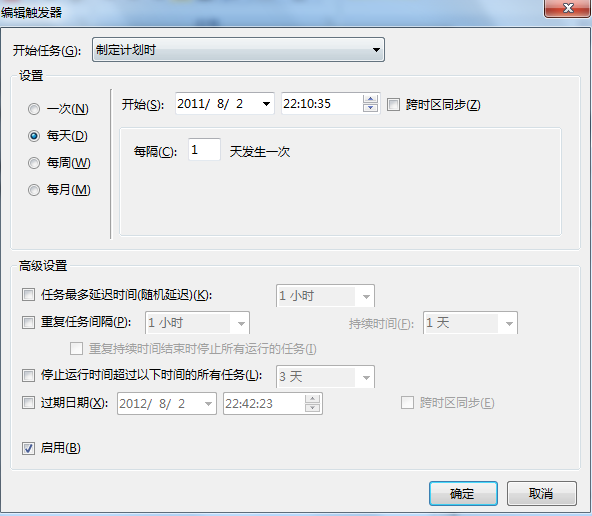 编辑触发器
开始任务(G): 制定计划时
设置
一次(N)
每天(D)
每周(W)
每月(M)
开始(S): 2011/ 8/ 2 22:10:35 跨时区同步(Z)
每隔(C): 1 天发生一次
高级设置
任务最多延迟时间(随机延迟)(K): 1 小时
重复任务间隔(P): 1 小时 持续时间(F): 1 天
重复持续时间结束时停止所有运行的任务(I)
停止运行时间超过以下时间的所有任务(L): 3 天
过期日期(X): 2012/ 8/ 2 22:42:23 跨时区同步(E)
启用(B)
确定 取消